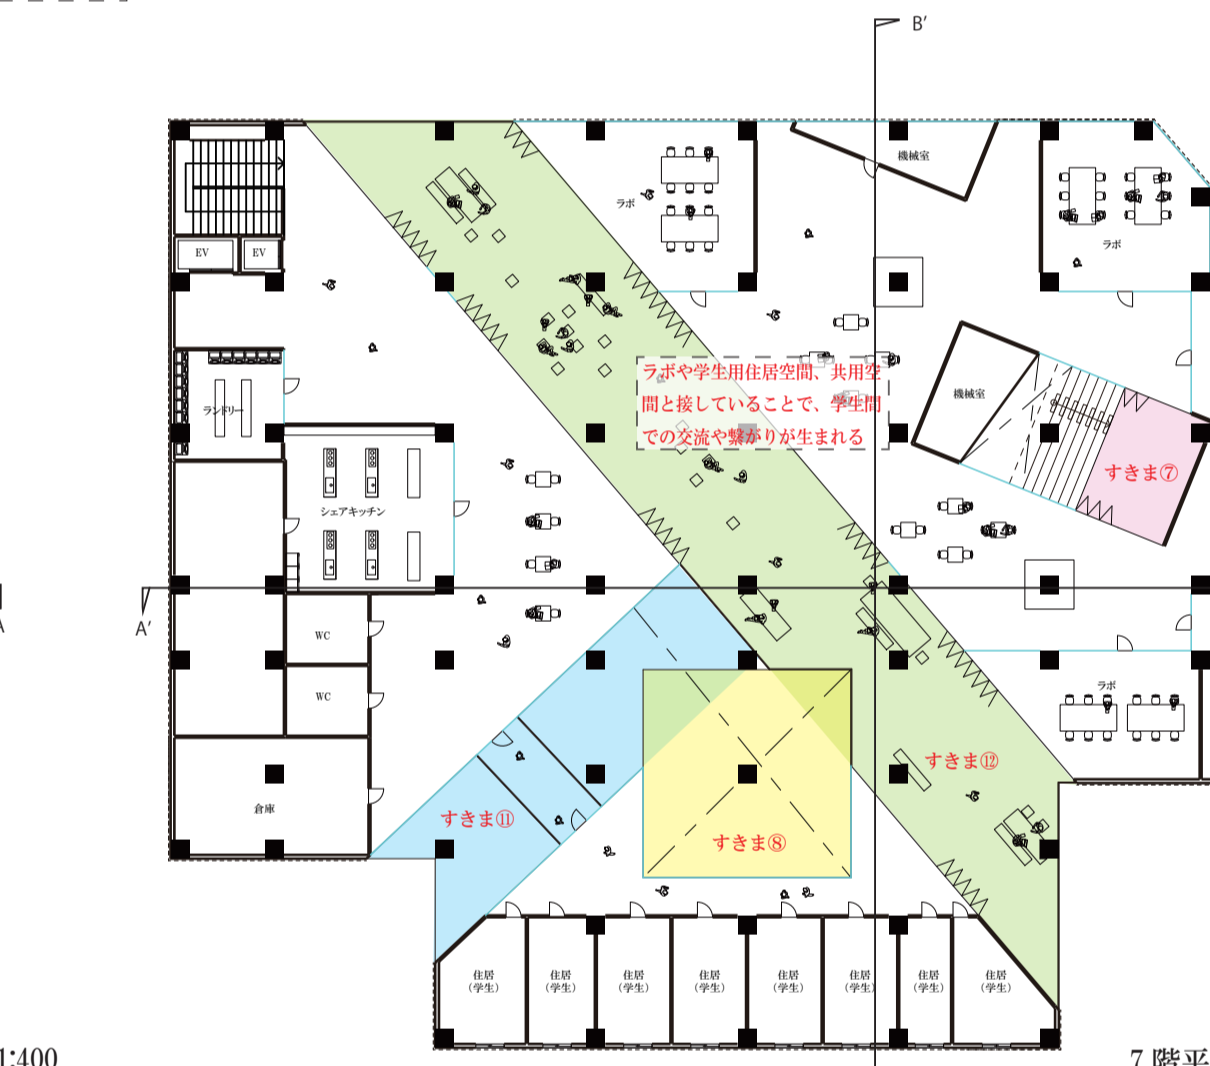 B′
機械室
ラボ
ラボ
EV
EV
ラボや学生用住居空間、共用空
間と接していることで、学生間
での交流や繋がりが生まれる
機械室
ランドリー
すきま⑦
シェアキッチン
A′
WC
WC
ラボ
すきま⑫
倉庫
すきま⑪
すきま⑧
住居
（学生）
住居
（学生）
住居
（学生）
住居
（学生）
住居
（学生）
住居
（学生）
住居
（学生）
住居
（学生）
1:400
7 階平